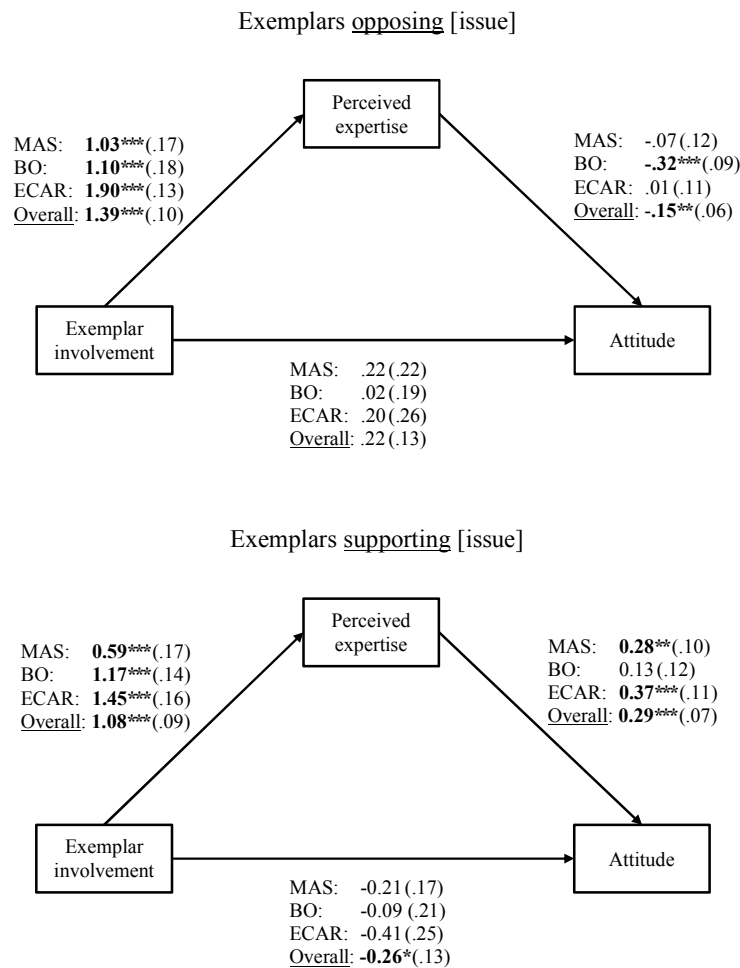 Exemplars opposing [issue]
Perceived
expertise
MAS: 1.03***(.17)
BO: 1.10***(.18)
ECAR: 1.90***(.13)
Overall: 1.39***(.10)
MAS: -.07(.12)
BO: -.32***(.09)
ECAR: .01(.11)
Overall: -.15**(.06)
Exemplar
involvement
Attitude
MAS: .22(.22)
BO: .02(.19)
ECAR: .20(.26)
Overall: .22(.13)
Exemplars supporting [issue]
Perceived
expertise
MAS: 0.59***(.17)
BO: 1.17***(.14)
ECAR: 1.45***(.16)
Overall: 1.08***(.09)
MAS: 0.28**(.10)
BO: 0.13(.12)
ECAR: 0.37***(.11)
Overall: 0.29***(.07)
Exemplar
involvement
Attitude
MAS: -0.21(.17)
BO: -0.09(.21)
ECAR: -0.41(.25)
Overall: -0.26*(.13)